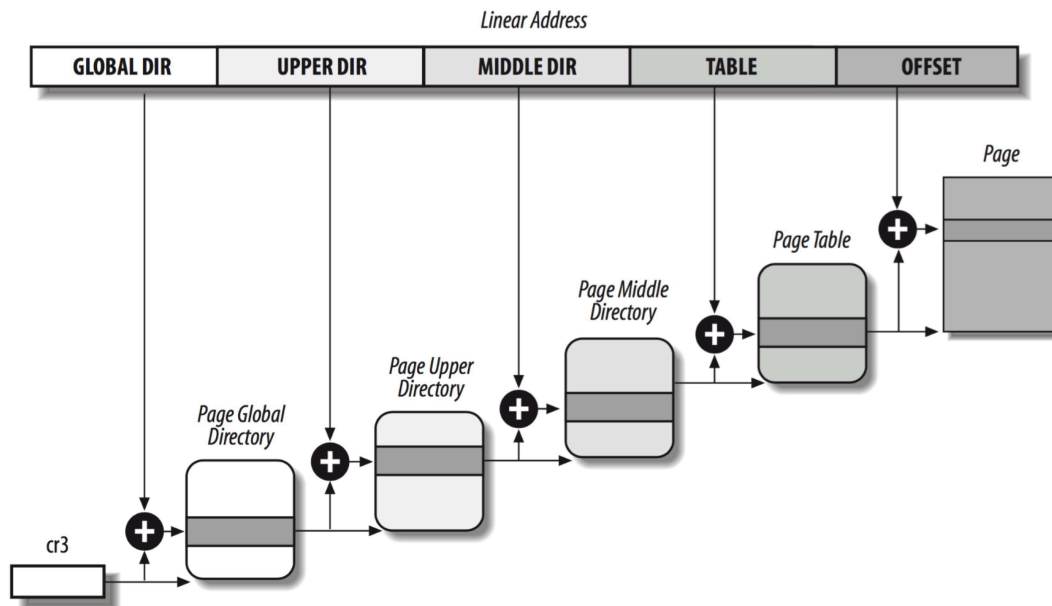 Linear Address
GLOBAL DIR UPPER DIR MIDDLE DIR TABLE OFFSET
Page
Page Table
Page Middle
Directory
Page Upper
Directory
Page Global
Directory
cr3